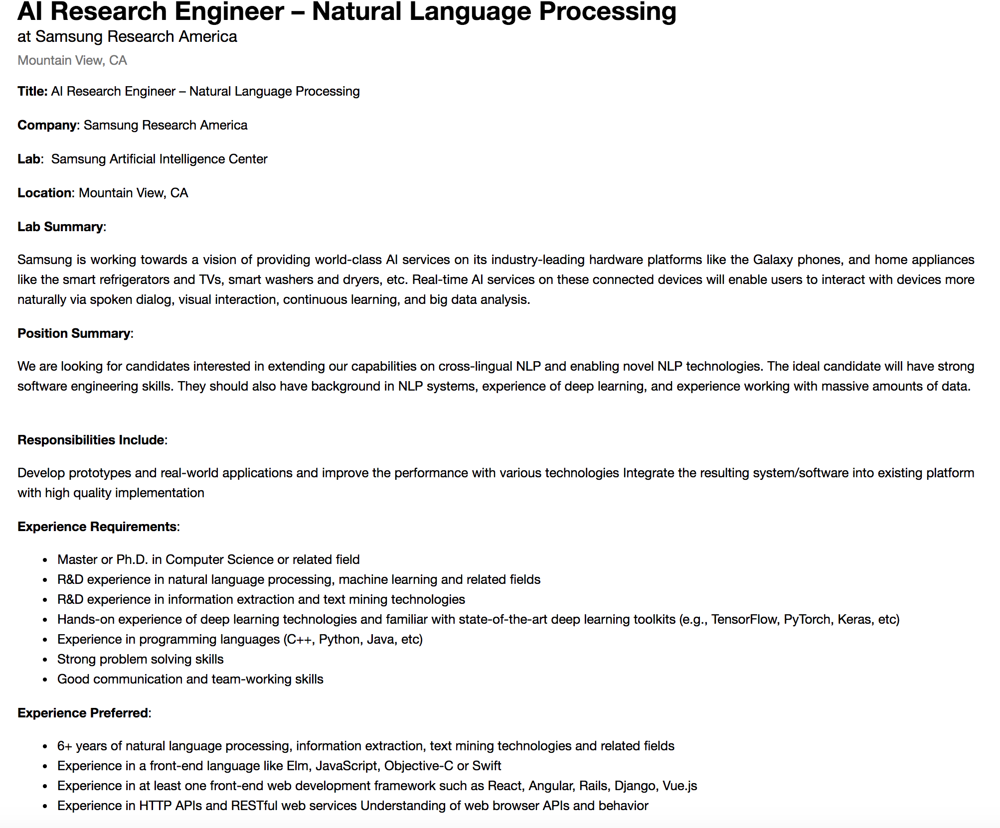 AI Research Engineer – Natural Language Processing
at Samsung Research America
Mountain View, CA
Title: AI Research Engineer – Natural Language Processing
Company: Samsung Research America
Lab:  Samsung Artificial Intelligence Center
Location: Mountain View, CA
Lab Summary:
Samsung is working towards a vision of providing world-class AI services on its industry-leading hardware platforms like the Galaxy phones, and home appliances
like the smart refrigerators and TVs, smart washers and dryers, etc. Real-time AI services on these connected devices will enable users to interact with devices more
naturally via spoken dialog, visual interaction, continuous learning, and big data analysis.
Position Summary:
We are looking for candidates interested in extending our capabilities on cross-lingual NLP and enabling novel NLP technologies. The ideal candidate will have strong
software engineering skills. They should also have background in NLP systems, experience of deep learning, and experience working with massive amounts of data.
Responsibilities Include:
Develop prototypes and real-world applications and improve the performance with various technologies Integrate the resulting system/software into existing platform
with high quality implementation
Experience Requirements:
• Master or Ph.D. in Computer Science or related field
• R&D experience in natural language processing, machine learning and related fields
• R&D experience in information extraction and text mining technologies
• Hands-on experience of deep learning technologies and familiar with state-of-the-art deep learning toolkits (e.g., TensorFlow, PyTorch, Keras, etc)
• Experience in programming languages (C++, Python, Java, etc)
• Strong problem solving skills
• Good communication and team-working skills
Experience Preferred:
• 6+ years of natural language processing, information extraction, text mining technologies and related fields
• Experience in a front-end language like Elm, JavaScript, Objective-C or Swift
• Experience in at least one front-end web development framework such as React, Angular, Rails, Django, Vue.js
• Experience in HTTP APIs and RESTful web services Understanding of web browser APIs and behavior